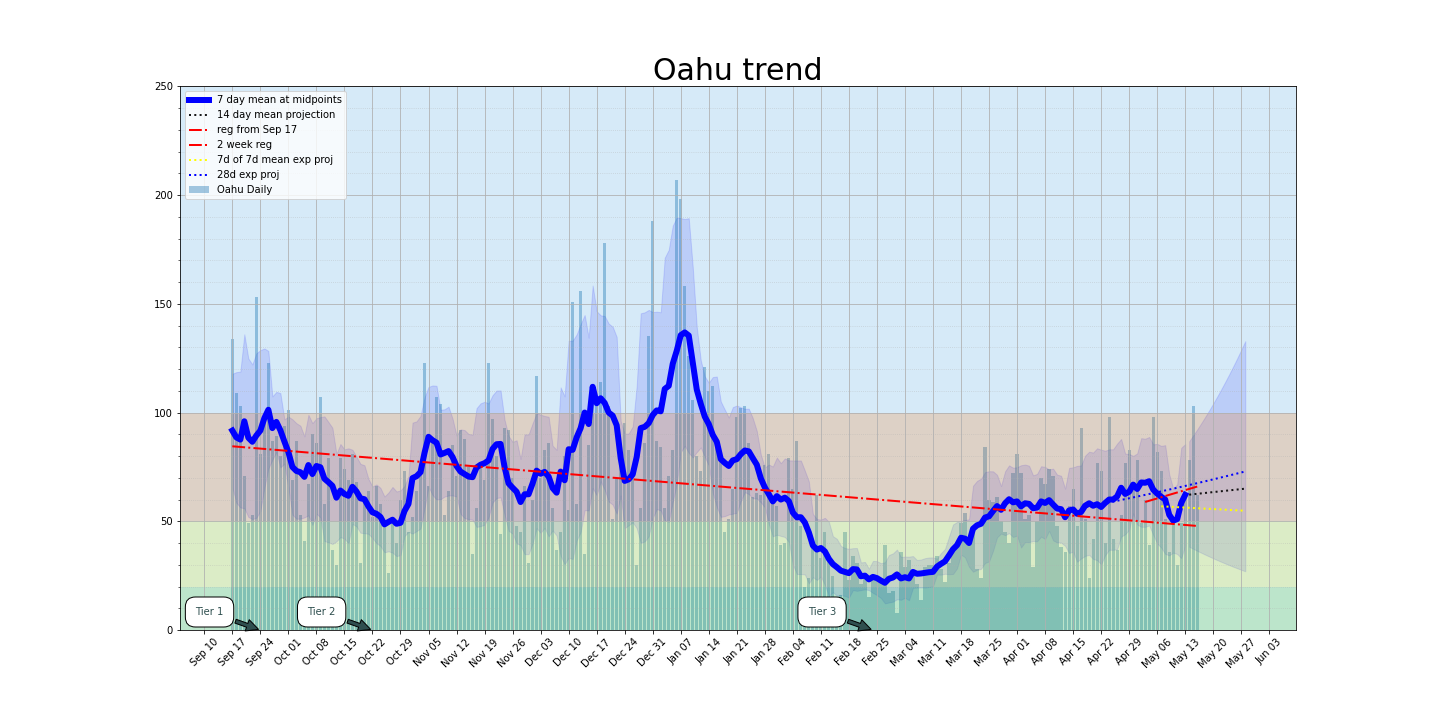 Oahu trend
250
200
150
100
50
0
7 day mean at midpoints
14 day mean projection
reg from Sep 17
2 week reg
7d of 7d mean exp proj
28d exp proj
Oahu Daily
Tier 1
Tier 2
Tier 3
Sep 10
Sep 17
Sep 24
Oct 01
Oct 08
Oct 15
Oct 22
Oct 29
Nov 05
Nov 12
Nov 19
Nov 26
Dec 03
Dec 10
Dec 17
Dec 24
Dec 31
Jan 07
Jan 14
Jan 21
Jan 28
Feb 04
Feb 11
Feb 18
Feb 25
Mar 04
Mar 11
Mar 18
Mar 25
Apr 01
Apr 08
Apr 15
Apr 22
Apr 29
May 06
May 13
May 20
May 27
Jun 03